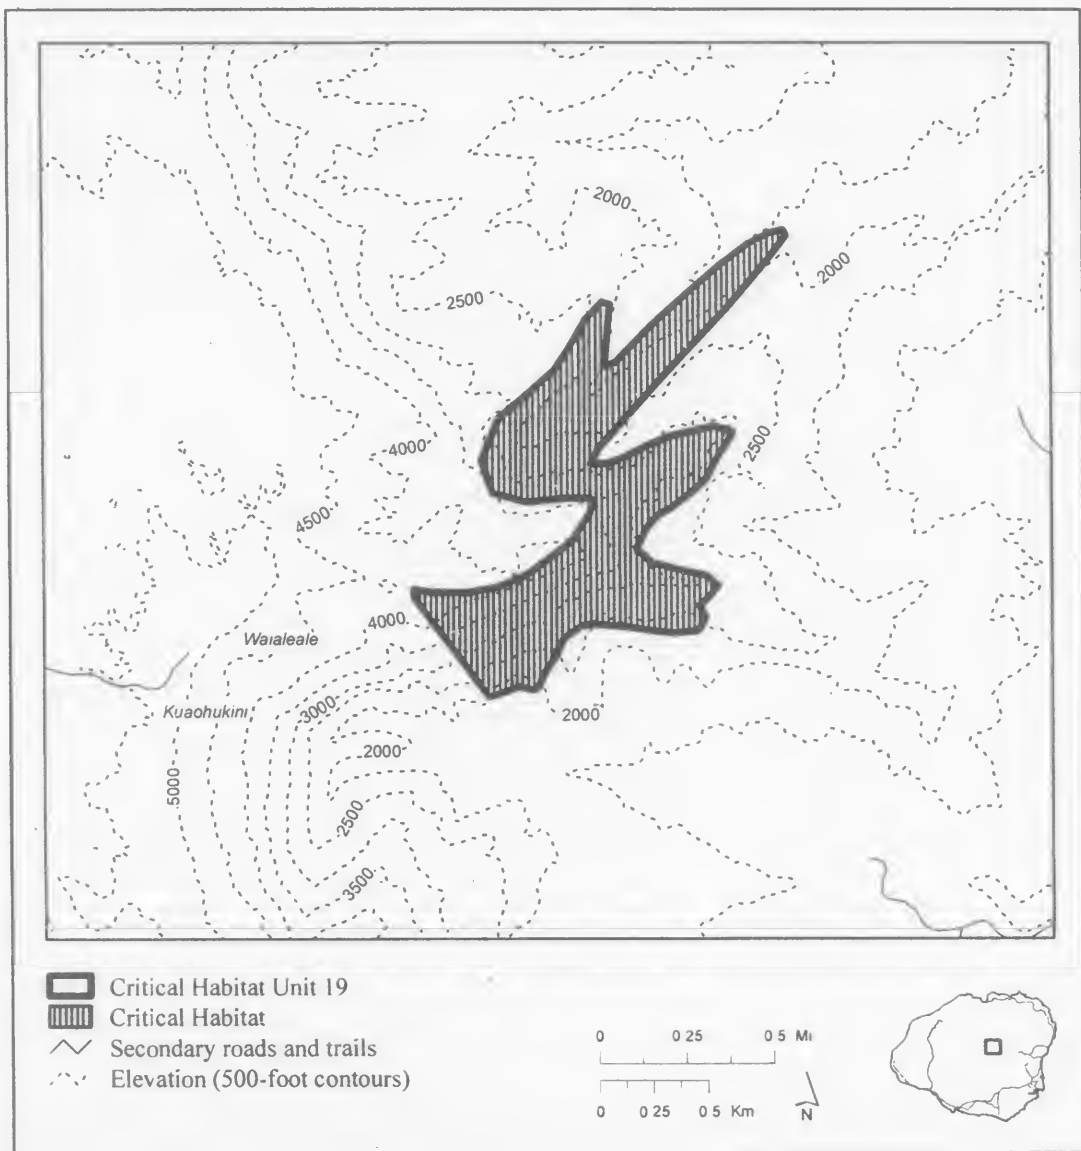 2000
2000
2500
4000
2500
4500
4000
Waialeale
Kuaohukini
3000
2000
2000
5000
2500
3500
Critical Habitat Unit 19
Critical Habitat
Secondary roads and trails
Elevation (500-foot contours)
0 0 25 0 5 Mi
0 0 25 0 5 Km
N